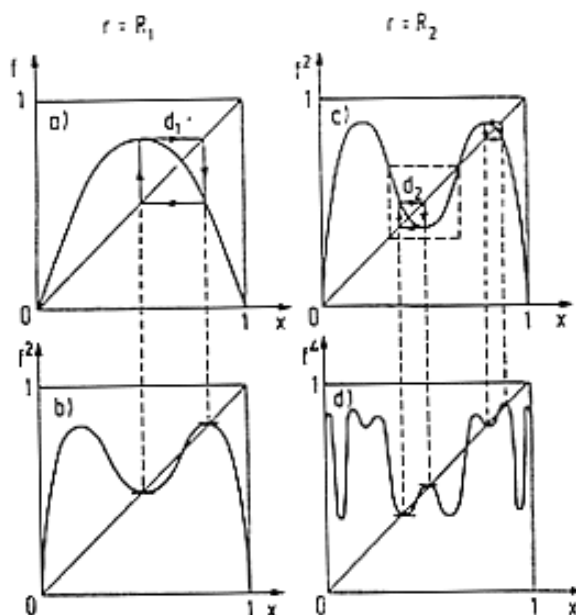 r = R₁
r = R₂
f
1
a)
d₁
0
1
x
f²
1
c)
d₂
0
1
x
f²
1
b)
0
1
x
f⁴
1
d)
0
1
x